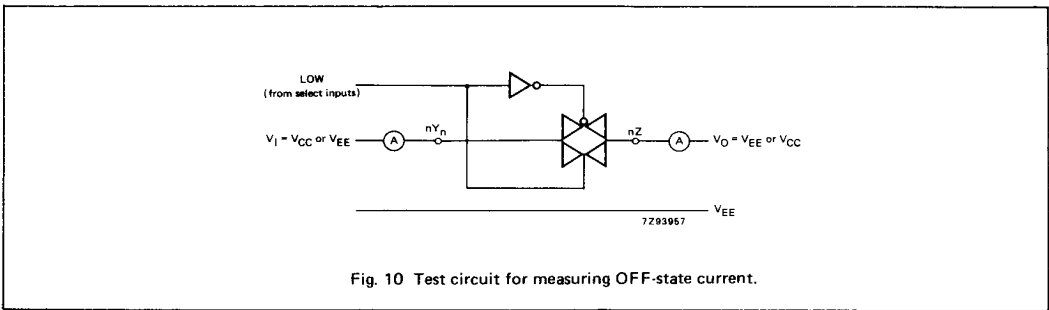 LOW
(from select inputs)
V_I = V_CC or V_EE A nY_n nZ A V_O = V_EE or V_CC
V_EE
7Z93957
Fig. 10 Test circuit for measuring OFF-state current.